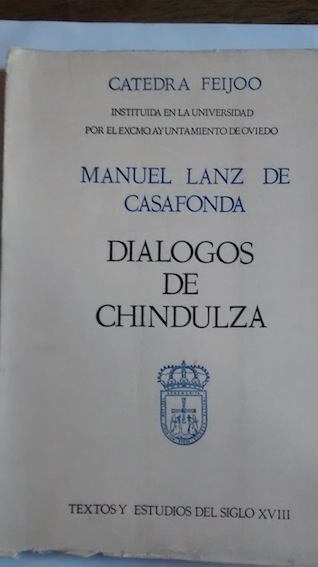 CATEDRA FEIJOO
INSTITUIDA EN LA UNIVERSIDAD
POR EL EXCMO AYUNTAMIENTO DE OVIEDO
MANUEL LANZ DE
CASAFONDA
DIALOGOS
DE
CHINDULZA
TEXTOS Y ESTUDIOS DEL SIGLO XVIII